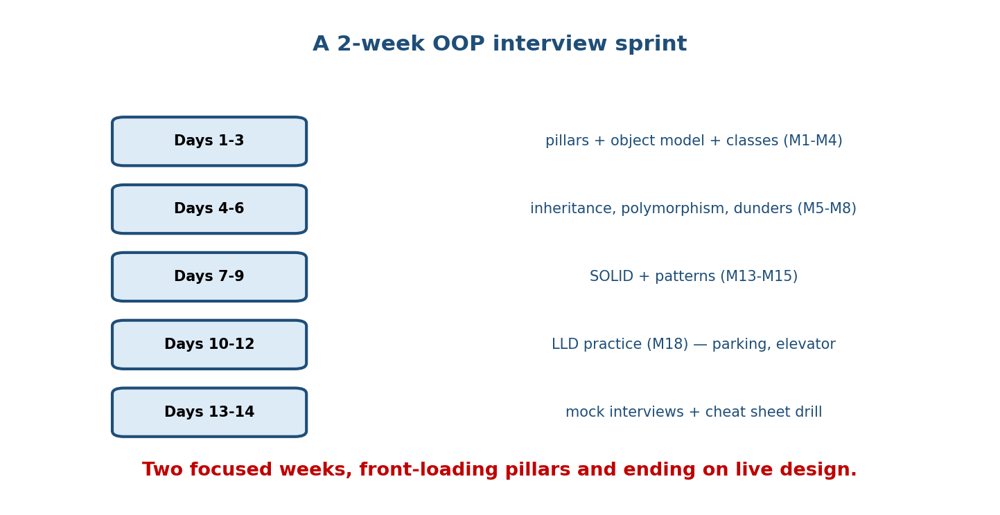 A 2-week OOP interview sprint
Days 1-3 pillars + object model + classes (M1-M4)
Days 4-6 inheritance, polymorphism, dunders (M5-M8)
Days 7-9 SOLID + patterns (M13-M15)
Days 10-12 LLD practice (M18) — parking, elevator
Days 13-14 mock interviews + cheat sheet drill
Two focused weeks, front-loading pillars and ending on live design.